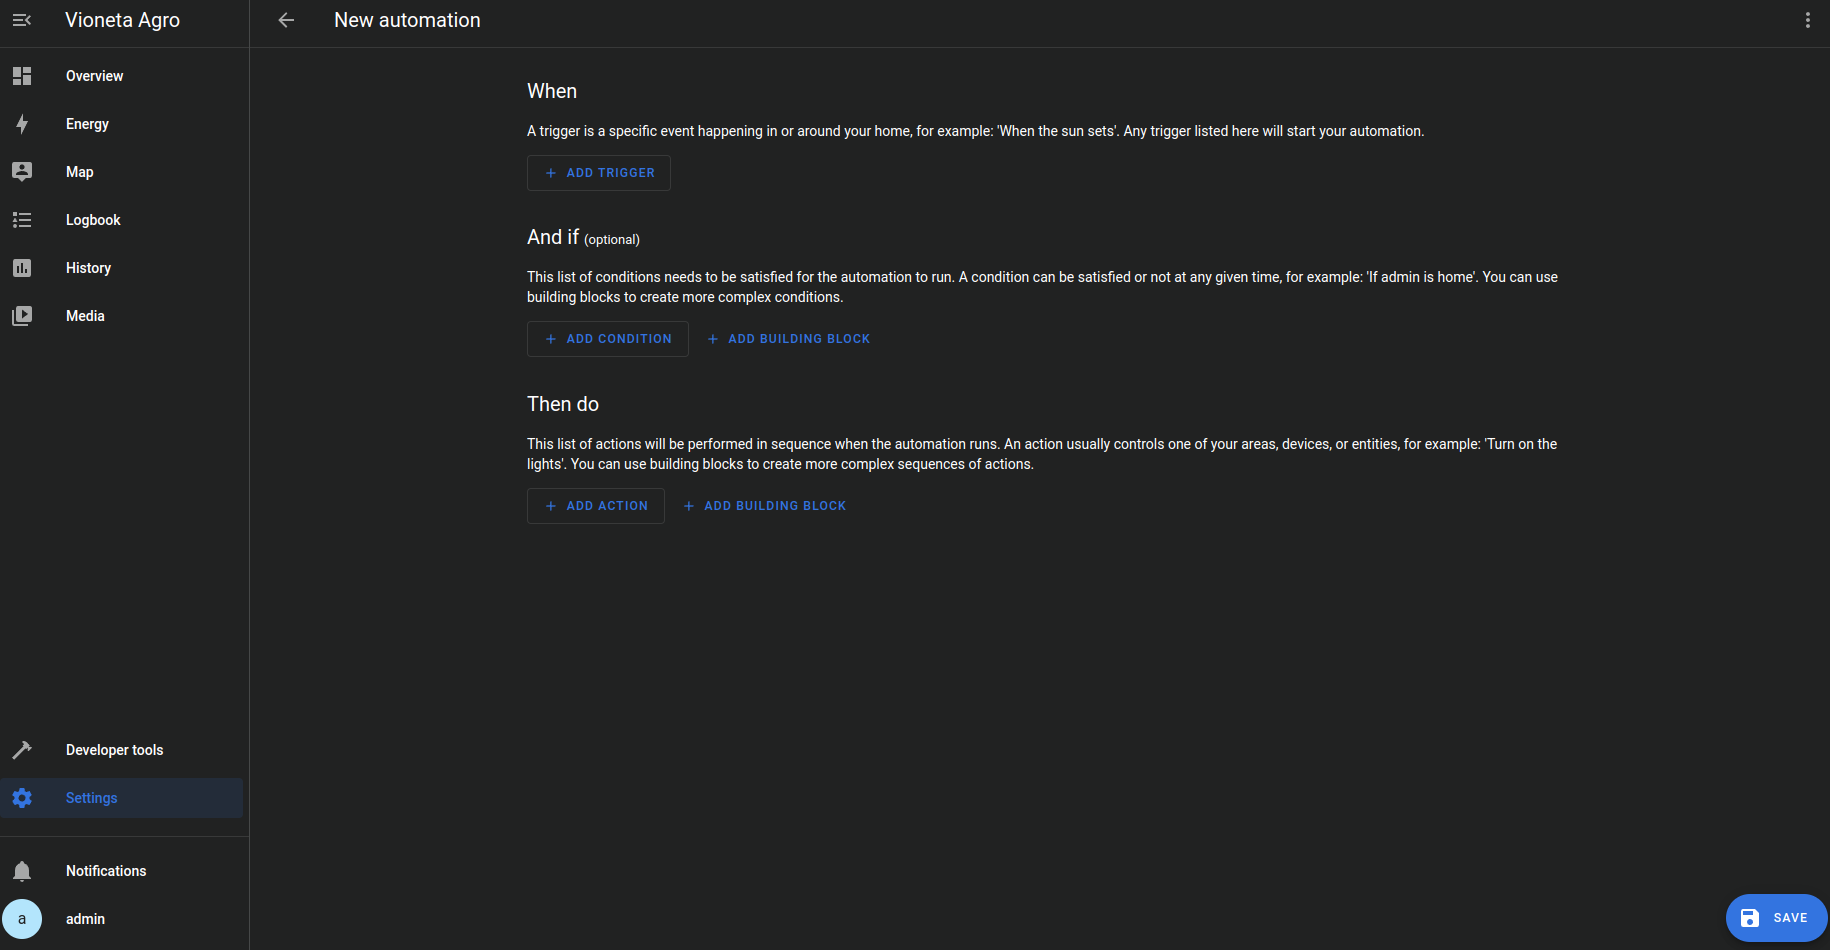 Vioneta Agro
New automation
Overview
Energy
Map
Logbook
History
Media
Developer tools
Settings
Notifications
a
admin
When
A trigger is a specific event happening in or around your home, for example: 'When the sun sets'. Any trigger listed here will start your automation.
ADD TRIGGER
And if (optional)
This list of conditions needs to be satisfied for the automation to run. A condition can be satisfied or not at any given time, for example: 'If admin is home'. You can use
building blocks to create more complex conditions.
ADD CONDITION
ADD BUILDING BLOCK
Then do
This list of actions will be performed in sequence when the automation runs. An action usually controls one of your areas, devices, or entities, for example: 'Turn on the
lights'. You can use building blocks to create more complex sequences of actions.
ADD ACTION
ADD BUILDING BLOCK
SAVE